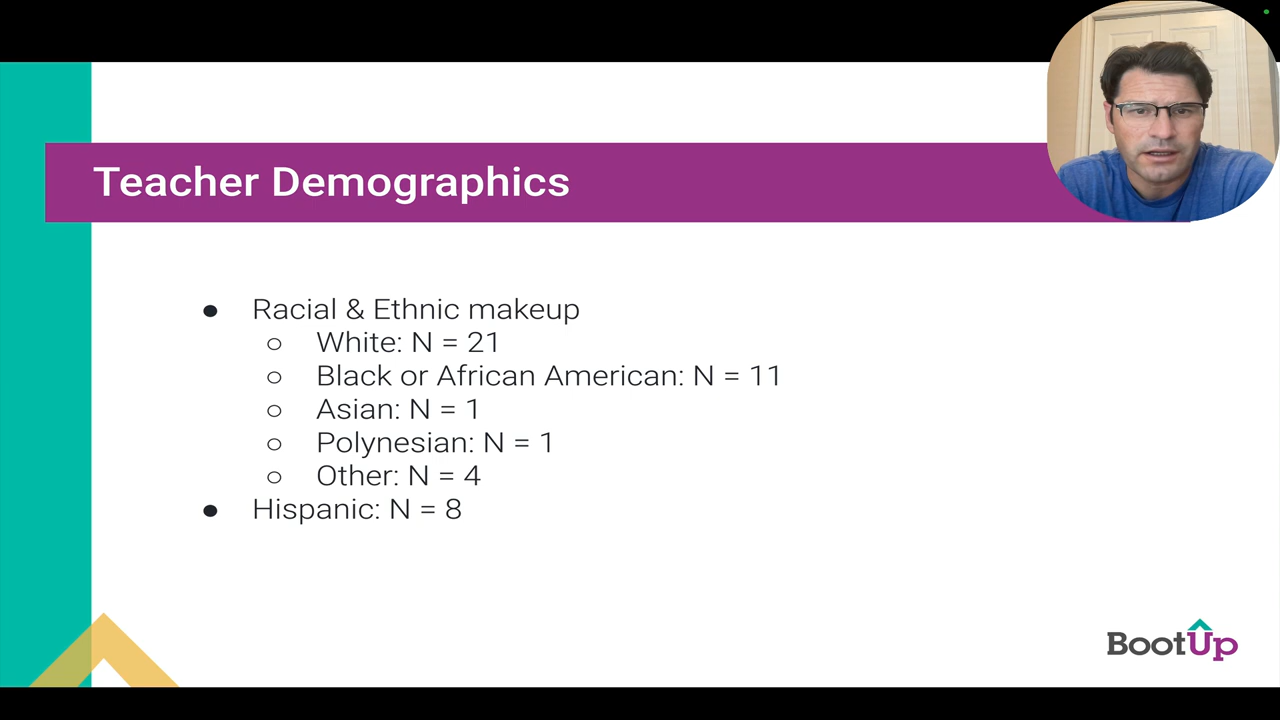 Teacher Demographics
● Racial & Ethnic makeup
○ White: N = 21
○ Black or African American: N = 11
○ Asian: N = 1
○ Polynesian: N = 1
○ Other: N = 4
● Hispanic: N = 8
BootUp